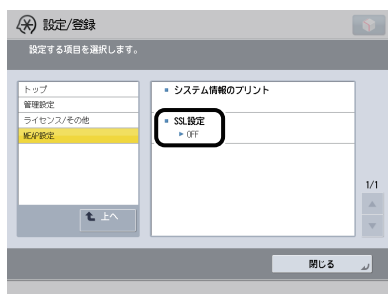 設定/登録
設定する項目を選択します。
トップ
管理設定
ライセンス/その他
MEAP設定
上へ
システム情報のプリント
SSL設定
OFF
1/1
閉じる